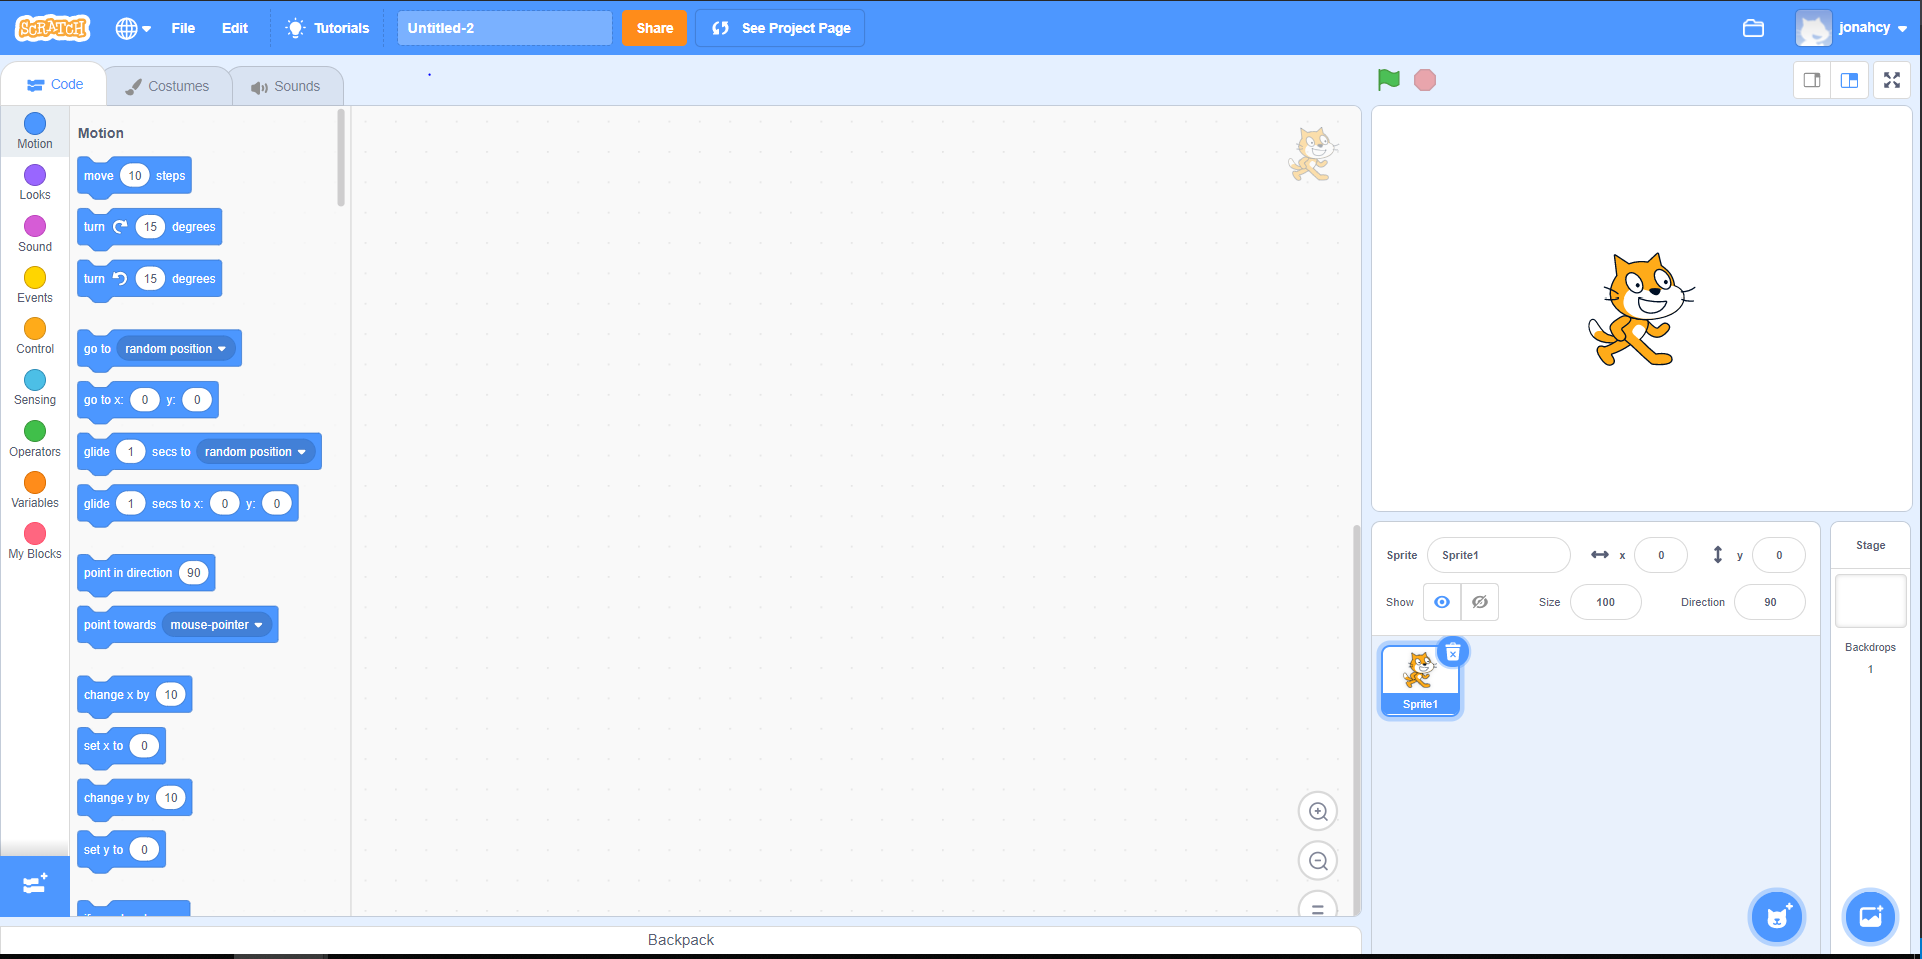 SCRATCH File Edit Tutorials Untitled-2 Share See Project Page jonahcy
Code Costumes Sounds
Motion
Looks
Sound
Events
Control
Sensing
Operators
Variables
My Blocks
Motion
move 10 steps
turn 15 degrees
turn 15 degrees
go to random position
go to x: 0 y: 0
glide 1 secs to random position
glide 1 secs to x: 0 y: 0
point in direction 90
point towards mouse-pointer
change x by 10
set x to 0
change y by 10
set y to 0
Backpack
Sprite Sprite1 x 0 y 0
Show Size 100 Direction 90
Sprite1
Stage
Backdrops
1